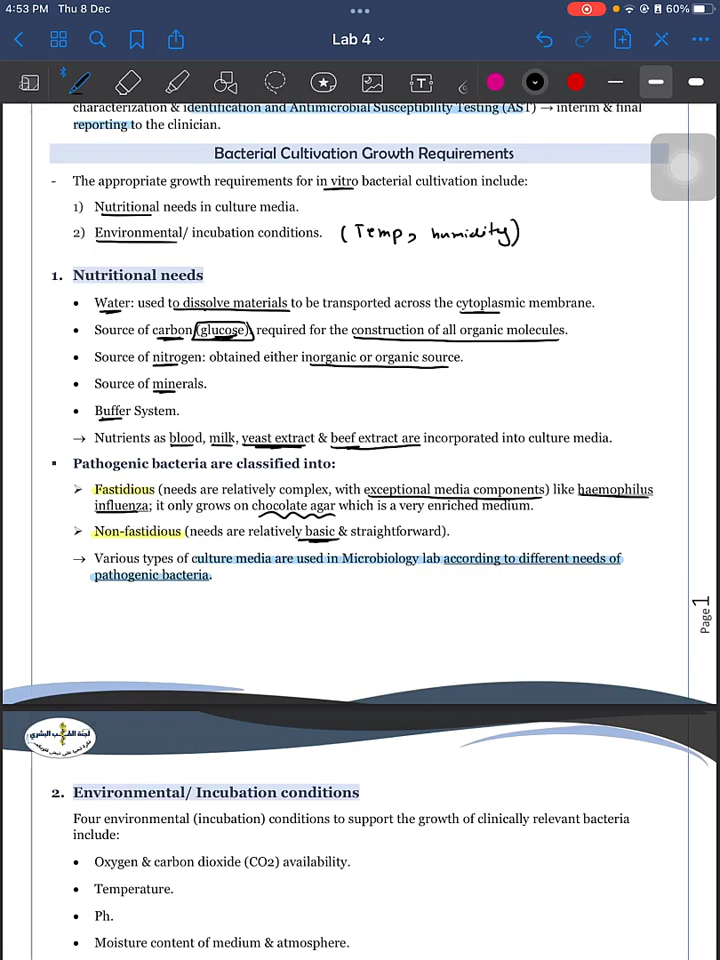 4:53 PM Thu 8 Dec
60%
Lab 4
characterization & identification and Antimicrobial Susceptibility Testing (AST) → interim & final
reporting to the clinician.
Bacterial Cultivation Growth Requirements
- The appropriate growth requirements for in vitro bacterial cultivation include:
1) Nutritional needs in culture media.
2) Environmental/ incubation conditions. (Temp, humidity)
1. Nutritional needs
• Water: used to dissolve materials to be transported across the cytoplasmic membrane.
• Source of carbon (glucose), required for the construction of all organic molecules.
• Source of nitrogen: obtained either inorganic or organic source.
• Source of minerals.
• Buffer System.
→ Nutrients as blood, milk, yeast extract & beef extract are incorporated into culture media.
▪ Pathogenic bacteria are classified into:
➢ Fastidious (needs are relatively complex, with exceptional media components) like haemophilus
influenza; it only grows on chocolate agar which is a very enriched medium.
➢ Non-fastidious (needs are relatively basic & straightforward).
→ Various types of culture media are used in Microbiology lab according to different needs of
pathogenic bacteria.
Page 1
لجنة الطب البشري
2. Environmental/ Incubation conditions
Four environmental (incubation) conditions to support the growth of clinically relevant bacteria
include:
• Oxygen & carbon dioxide (CO2) availability.
• Temperature.
• Ph.
• Moisture content of medium & atmosphere.